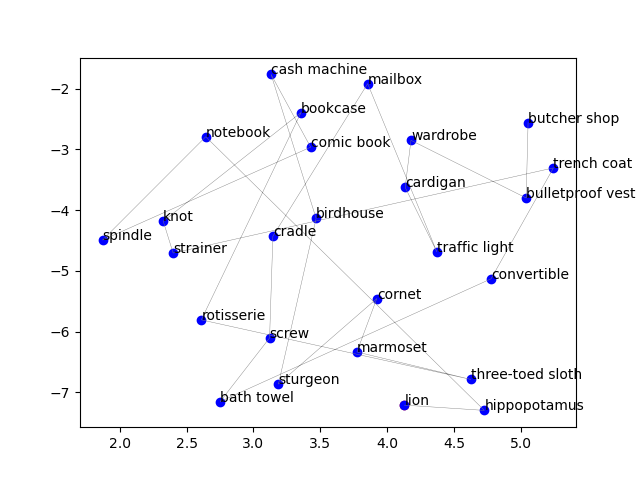 cash machine
mailbox
bookcase
butcher shop
notebook
comic book
wardrobe
trench coat
cardigan
bulletproof vest
knot
birdhouse
spindle
strainer
cradle
traffic light
convertible
cornet
rotisserie
screw
marmoset
sturgeon
three-toed sloth
bath towel
lion
hippopotamus
−2
−3
−4
−5
−6
−7
2.0 2.5 3.0 3.5 4.0 4.5 5.0